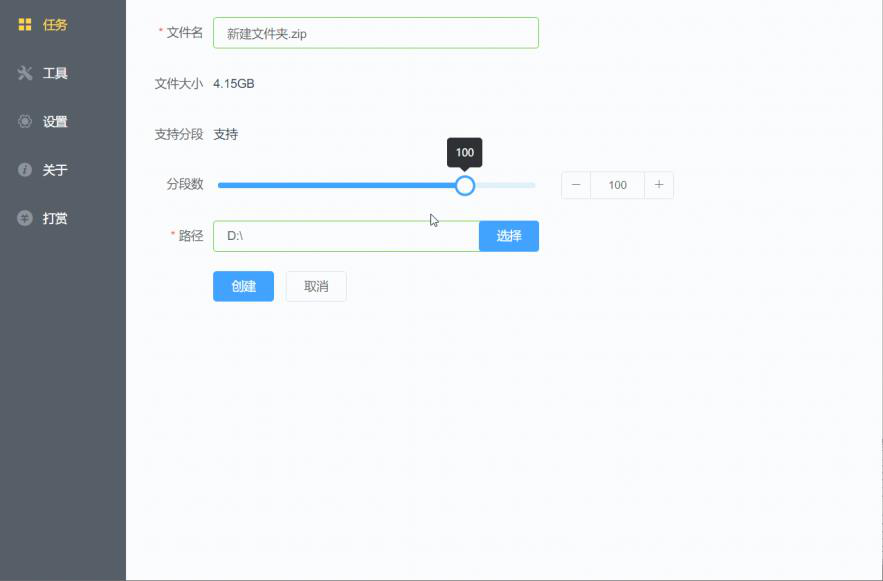 任务
工具
设置
关于
打赏
* 文件名 新建文件夹.zip
文件大小 4.15GB
支持分段 支持
100
分段数 − 100 +
* 路径 D:\ 选择
创建 取消